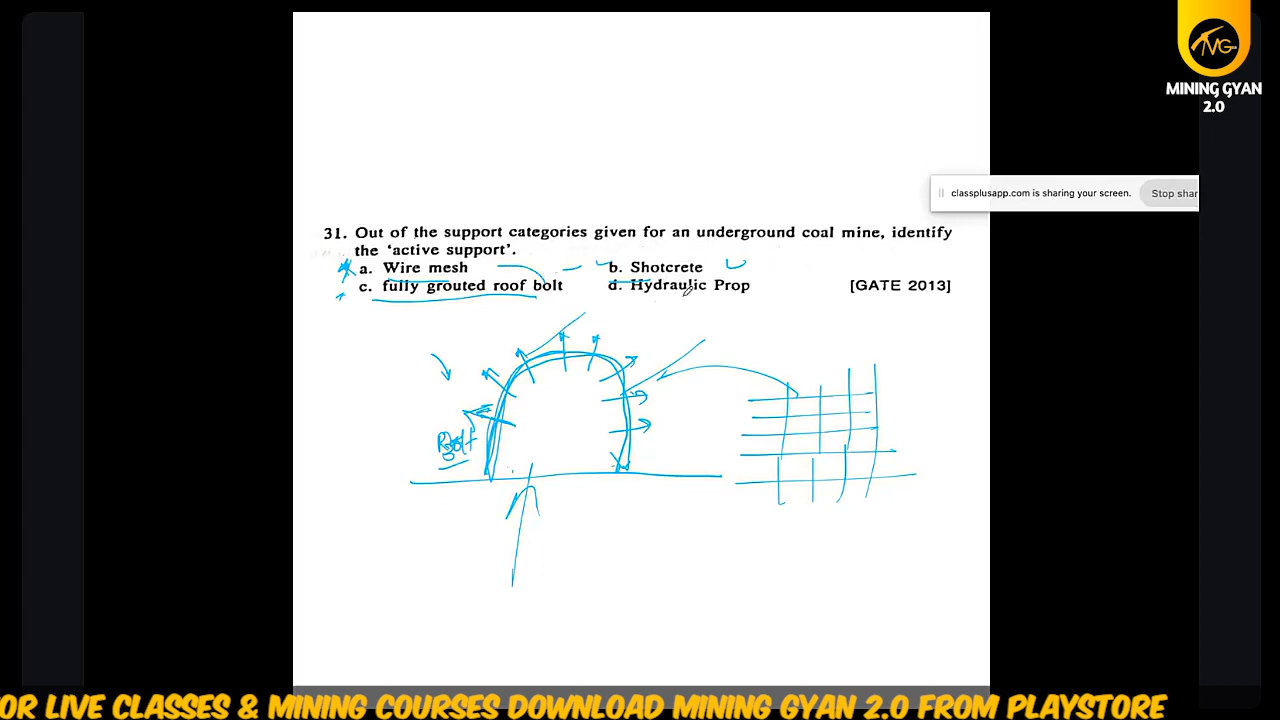 MINING GYAN
2.0
classplusapp.com is sharing your screen.
Stop shar
31. Out of the support categories given for an underground coal mine, identify
the ‘active support’.
a. Wire mesh
b. Shotcrete
c. fully grouted roof bolt
d. Hydraulic Prop
[GATE 2013]
OR LIVE CLASSES & MINING COURSES DOWNLOAD MINING GYAN 2.0 FROM PLAYSTORE